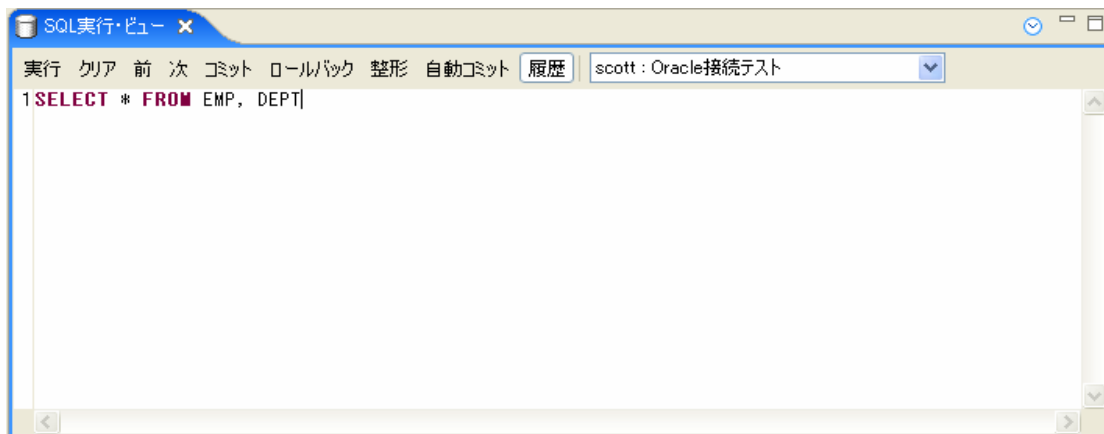 SQL実行・ビュー
実行 クリア 前 次 コミット ロールバック 整形 自動コミット 履歴 scott : Oracle接続テスト
1 SELECT * FROM EMP, DEPT